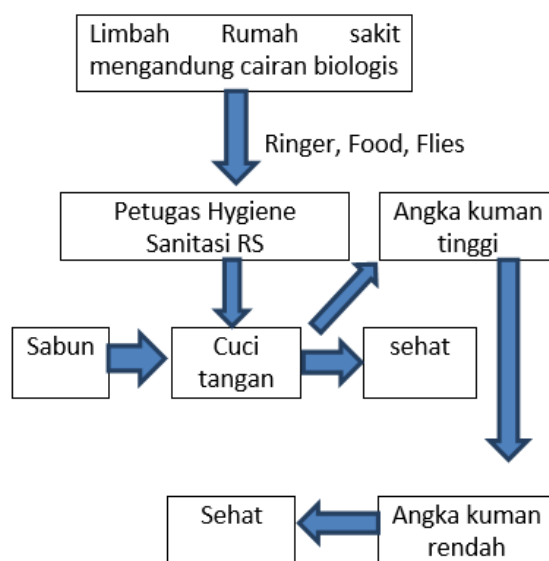 Limbah Rumah sakit
mengandung cairan biologis
Ringer, Food, Flies
Petugas Hygiene
Sanitasi RS
Angka kuman
tinggi
Sabun
Cuci
tangan
sehat
Sehat
Angka kuman
rendah